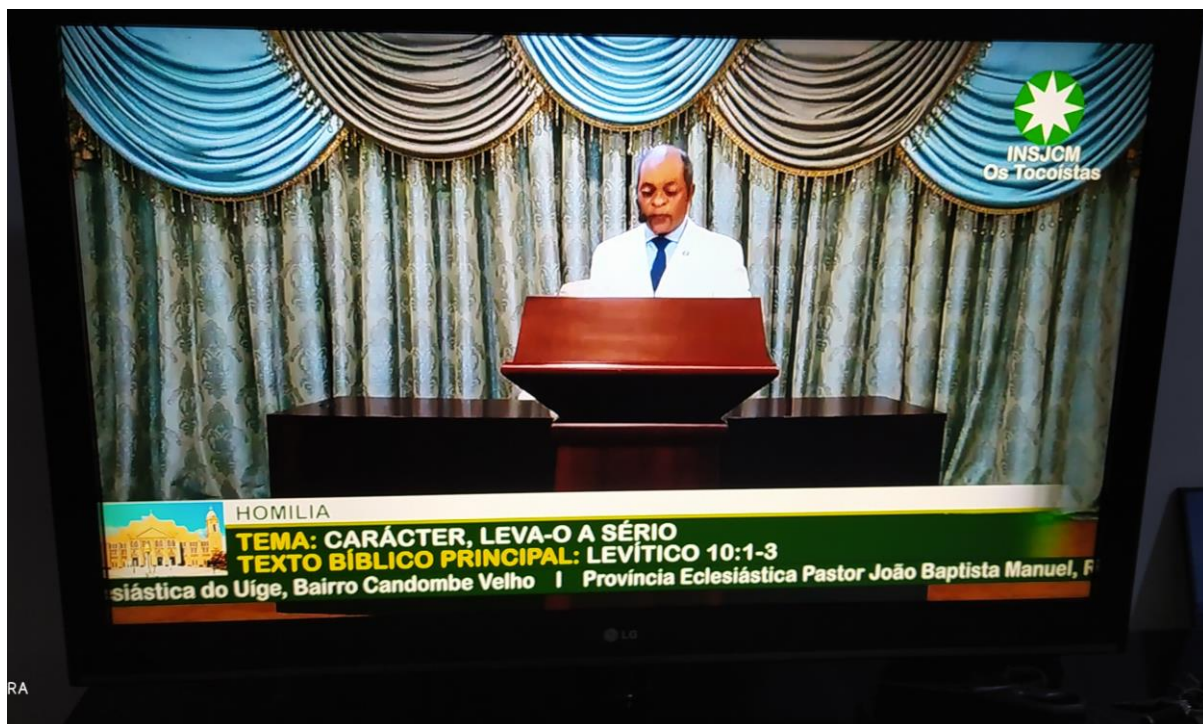 INSJCM
Os Tocoístas
HOMILIA
TEMA: CARÁCTER, LEVA-O A SÉRIO
TEXTO BÍBLICO PRINCIPAL: LEVÍTICO 10:1-3
siástica do Uíge, Bairro Candombe Velho | Província Eclesiástica Pastor João Baptista Manuel, R
LG
RA